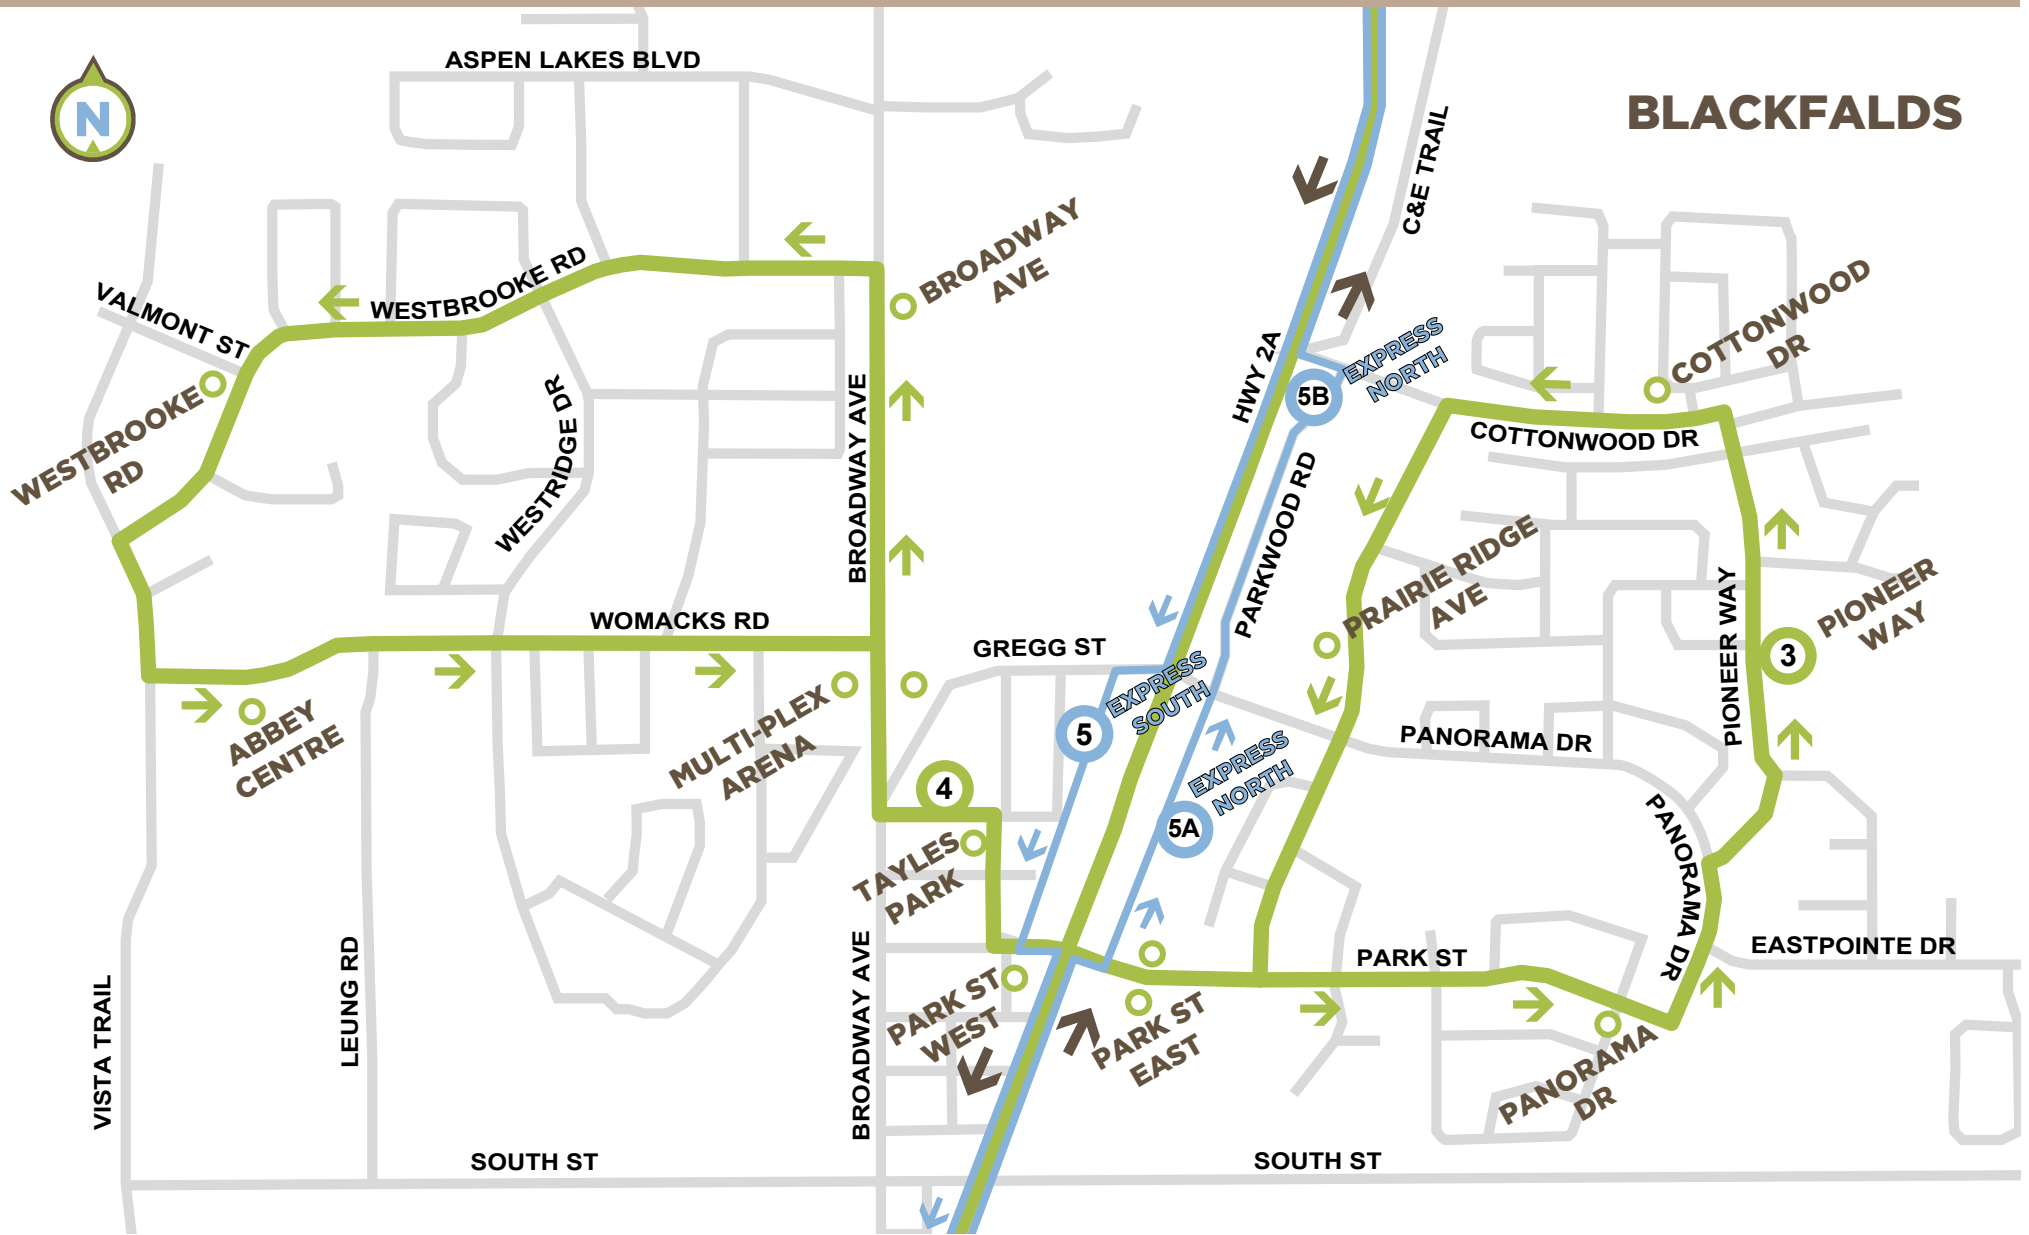 ASPEN LAKES BLVD
N
BLACKFALDS
C&E TRAIL
BROADWAY
AVE
WESTBROOKE RD
VALMONT ST
COTTONWOOD
DR
HWY 2A
EXPRESS
NORTH
5B
WESTBROOKE
RD
WESTRIDGE DR
BROADWAY AVE
COTTONWOOD DR
PARKWOOD RD
PRAIRIE RIDGE
AVE
PIONEER WAY
PIONEER
WAY
3
WOMACKS RD
GREGG ST
EXPRESS
SOUTH
5
ABBEY
CENTRE
MULTI-PLEX
ARENA
PANORAMA DR
EXPRESS
NORTH
5A
4
TAYLES
PARK
PANORAMA DR
EASTPOINTE DR
PARK ST
PARK ST
WEST
PARK ST
EAST
PANORAMA
DR
VISTA TRAIL
LEUNG RD
BROADWAY AVE
SOUTH ST
SOUTH ST